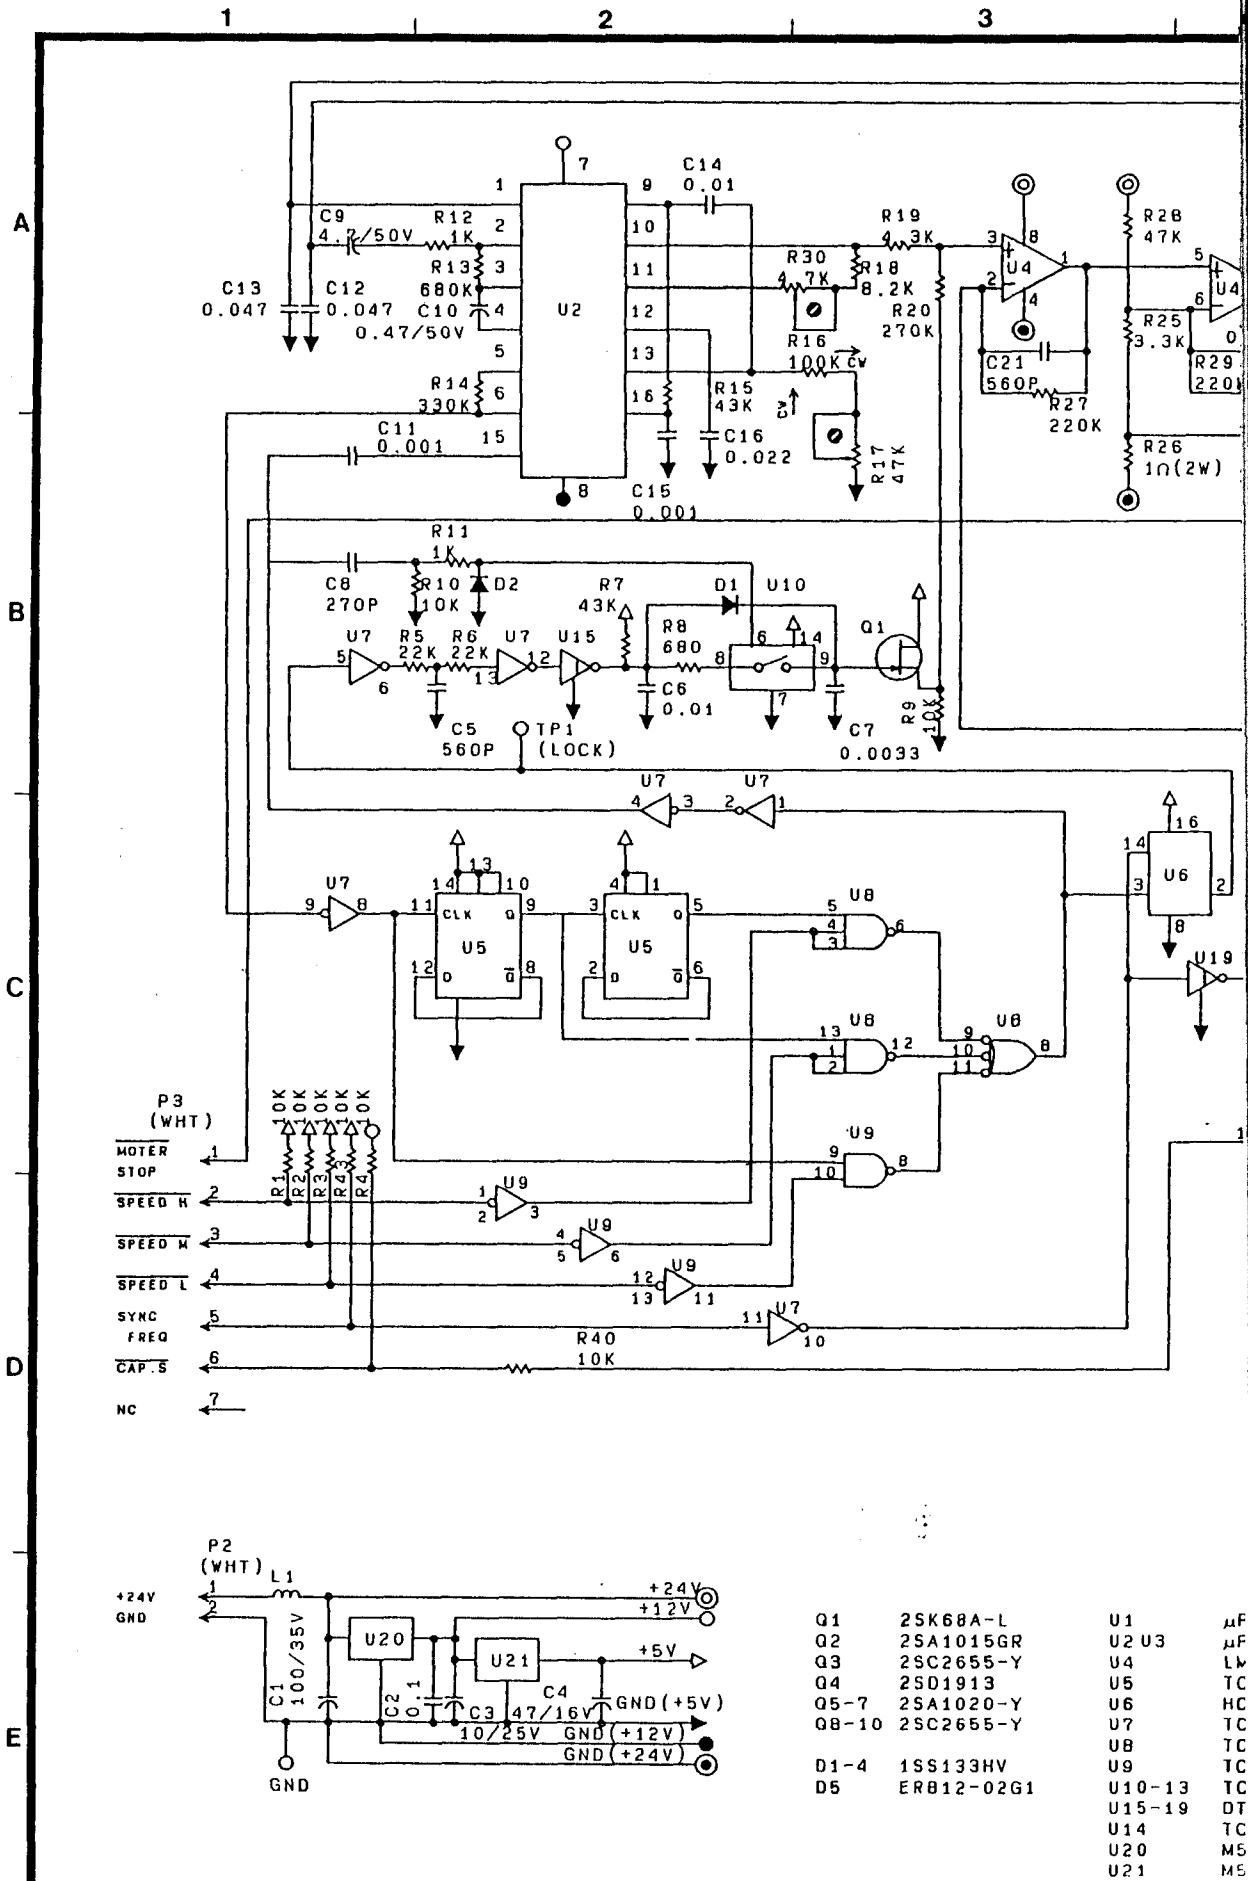 1 2 3
A
7
C14
0.01
1 9
C9 R12 2 10
4.7/50V 1K
R19
4.3K
R28
47K
3 8 1 5
U4 U4
2 4 6
R13 3 11
680K
R30
4.7K
R18
8.2K
C13 C12
0.047 0.047
C10 4 U2 12
0.47/50V
R20
270K
R25
3.3K
5 13
R16
100K CW
C21
560P
R29
R14 6 16
330K
R15
43K
CW
R27
220K
C11 15
0.001
C16
0.022
R17
47K
R26
1Ω(2W)
8
C15
0.001
B
R11
1K
C8 R10 D2
270P 10K
R7
43K
D1 U10
R8
680
6 14
Q1
U7 R5 R6 U7 U15
22K 22K
5 6 13 12
8 9
7
C6
0.01
C5
560P
TP1
(LOCK)
C7
0.0033
R9
10K
U7 U7
4 3 2 1
16
14
3 U6 2
8
U7
9 8
14 13 10
11 CLK Q 9
U5
12 D Q 8
4 1
3 CLK Q 5
U5
2 D Q 6
U8
5
4 6
3
C
U19
U8
13
1 12
2
U8
9
10 8
11
P3
(WHT)
10K 10K 10K 10K 10K
R1 R2 R3 R43 R4
U9
9 8
10
1
MOTER 1
STOP
SPEED H 2
U9
1
2 3
SPEED M 3
U9
4
5 6
SPEED L 4
U9
12
13 11
SYNC 5
FREQ
U7
11 10
R40
10K
D
CAP.S 6
NC 7
P2
(WHT)
L1
+24V 1
GND 2
+24V
+12V
U20
U21
+5V
C1
100/35V
C2
0.1
C3
10/25V
C4
47/16V
GND(+5V)
GND(+12V)
GND(+24V)
GND
E
Q1 2SK68A-L U1
Q2 2SA1015GR U2 U3
Q3 2SC2655-Y U4
Q4 2SD1913 U5
Q5-7 2SA1020-Y U6
Q8-10 2SC2655-Y U7
U8
D1-4 1SS133HV U9
D5 ERB12-02G1 U10-13
U15-19
U14
U20
U21